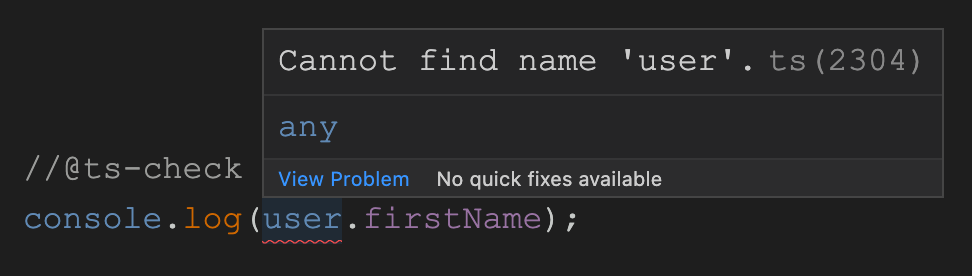 Cannot find name 'user'. ts(2304)
any
View Problem No quick fixes available
//@ts-check
console.log(user.firstName);